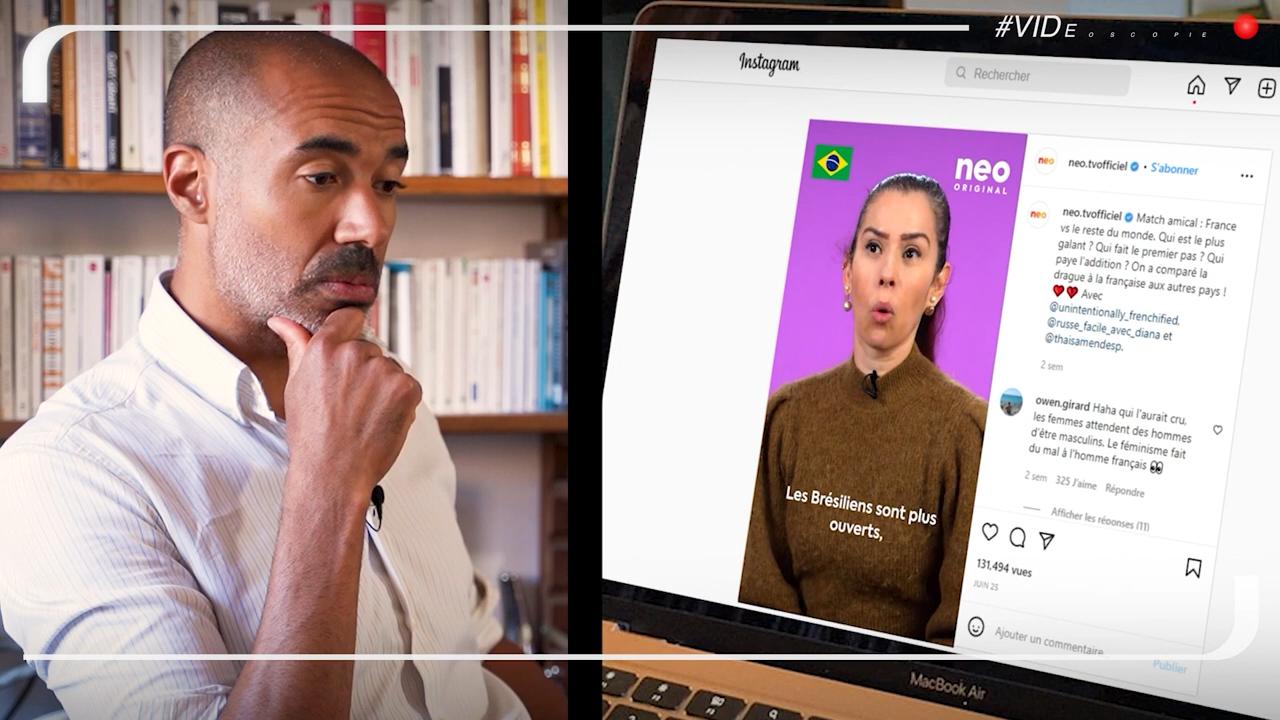 #VIDEOSCOPIE
Instagram
Rechercher
neo
ORIGINAL
Les Brésiliens sont plus
ouverts,
neo
neo.tvofficiel • S'abonner
neo
neo.tvofficiel Match amical : France
vs le reste du monde. Qui est le plus
galant ? Qui fait le premier pas ? Qui
paye l'addition ? On a comparé la
drague à la française aux autres pays !
Avec
@unintentionally_frenchified,
@russe_facile_avec_diana et
@thaisamendesp.
2 sem
owen.girard Haha qui l'aurait cru,
les femmes attendent des hommes
d'être masculins. Le féminisme fait
du mal à l'homme français
2 sem 325 J'aime Répondre
Afficher les réponses (11)
131,494 vues
JUIN 25
Ajouter un commentaire
Publier
MacBook Air